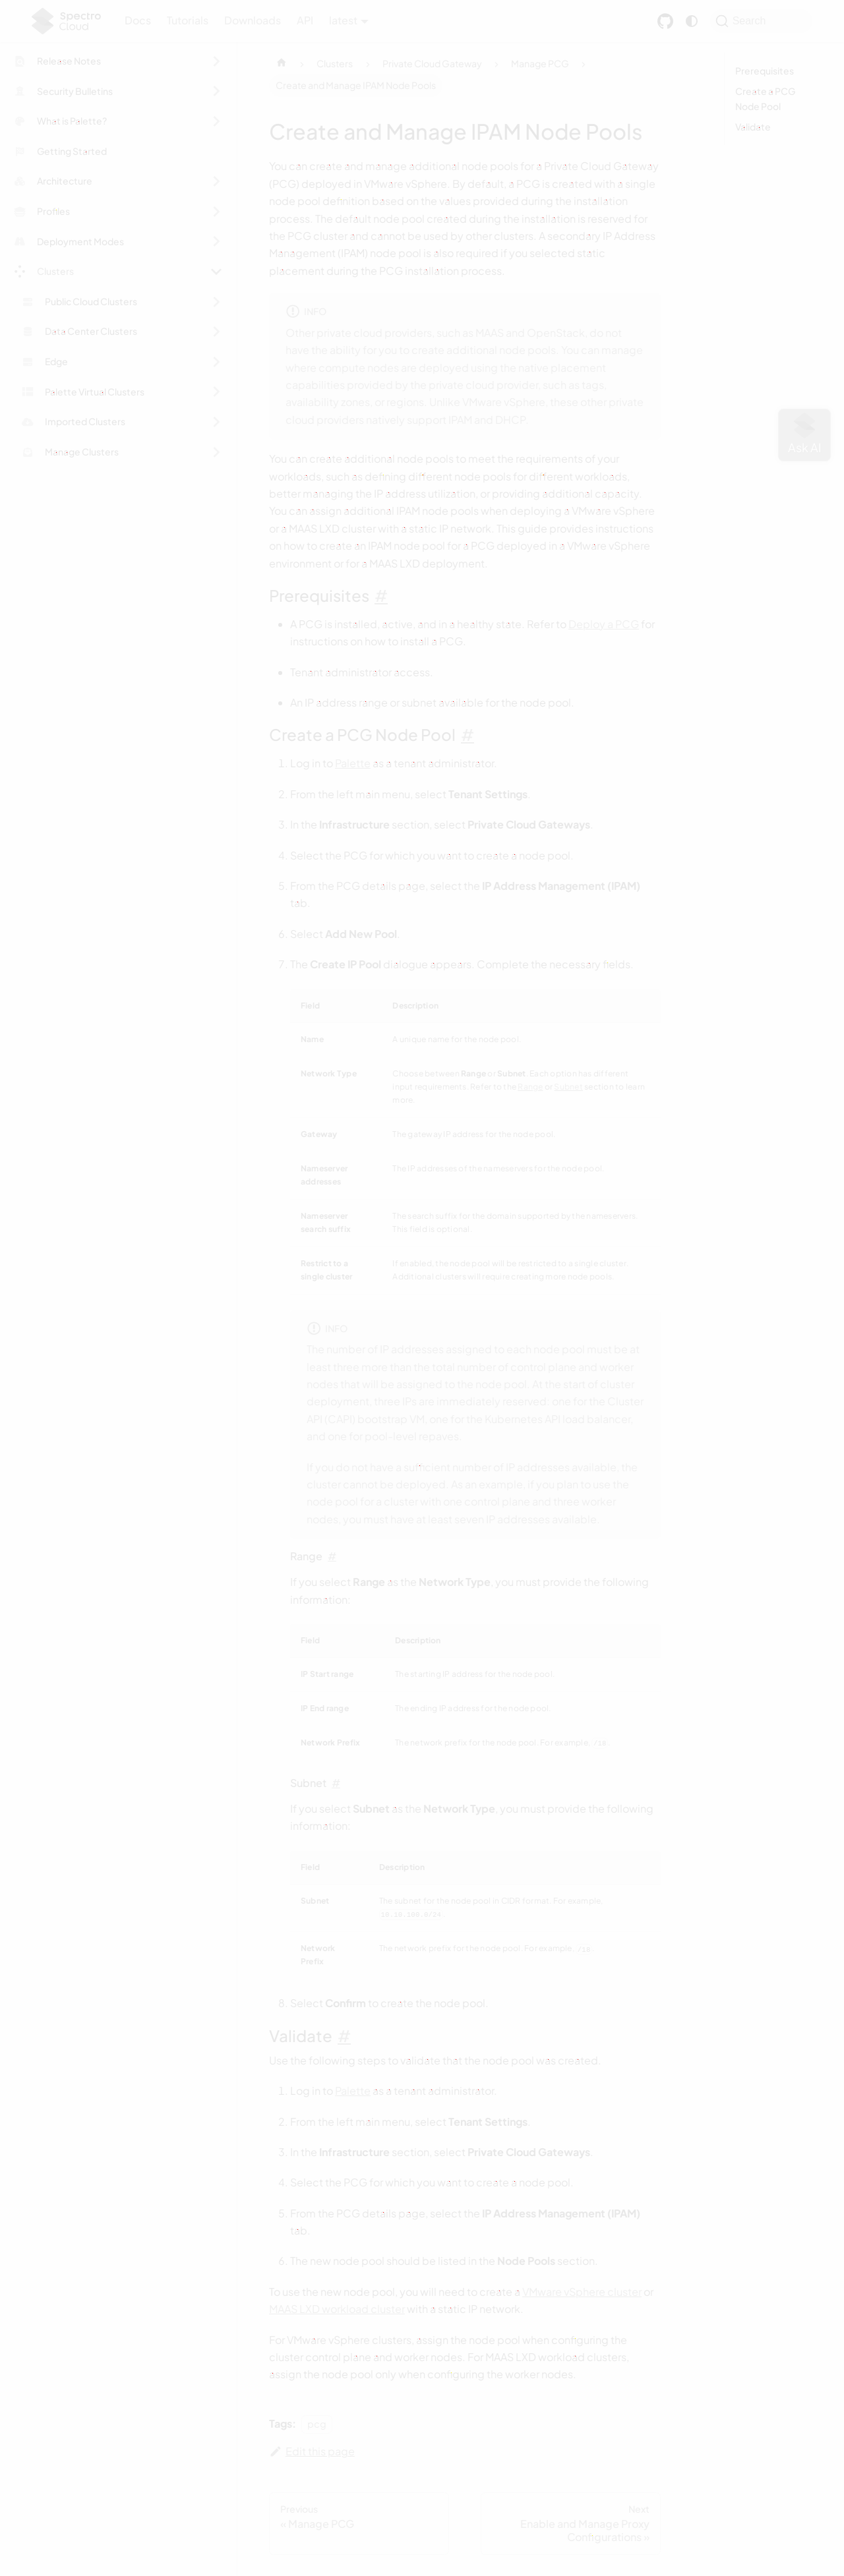 Spectro Cloud
Docs
Tutorials
Downloads
API
latest
Search
Release Notes
Security Bulletins
What is Palette?
Getting Started
Architecture
Profiles
Deployment Modes
Clusters
Public Cloud Clusters
Data Center Clusters
Edge
Palette Virtual Clusters
Imported Clusters
Manage Clusters
Clusters
Private Cloud Gateway
Manage PCG
Create and Manage IPAM Node Pools
Create and Manage IPAM Node Pools
You can create and manage additional node pools for a Private Cloud Gateway
(PCG) deployed in VMware vSphere. By default, a PCG is created with a single
node pool definition based on the values provided during the installation
process. The default node pool created during the installation is reserved for
the PCG cluster and cannot be used by other clusters. A secondary IP Address
Management (IPAM) node pool is also required if you selected static
placement during the PCG installation process.
INFO
Other private cloud providers, such as MAAS and OpenStack, do not
have the ability for you to create additional node pools. You can manage
where compute nodes are deployed using the native placement
capabilities provided by the private cloud provider, such as tags,
availability zones, or regions. Unlike VMware vSphere, these other private
cloud providers natively support IPAM and DHCP.
You can create additional node pools to meet the requirements of your
workloads, such as defining different node pools for different workloads,
better managing the IP address utilization, or providing additional capacity.
You can assign additional IPAM node pools when deploying a VMware vSphere
or a MAAS LXD cluster with a static IP network. This guide provides instructions
on how to create an IPAM node pool for a PCG deployed in a VMware vSphere
environment or for a MAAS LXD deployment.
Prerequisites #
A PCG is installed, active, and in a healthy state. Refer to Deploy a PCG for
instructions on how to install a PCG.
Tenant administrator access.
An IP address range or subnet available for the node pool.
Create a PCG Node Pool #
1. Log in to Palette as a tenant administrator.
2. From the left main menu, select Tenant Settings.
3. In the Infrastructure section, select Private Cloud Gateways.
4. Select the PCG for which you want to create a node pool.
5. From the PCG details page, select the IP Address Management (IPAM)
tab.
6. Select Add New Pool.
7. The Create IP Pool dialogue appears. Complete the necessary fields.
Field Description
Name A unique name for the node pool.
Network Type Choose between Range or Subnet. Each option has different
input requirements. Refer to the Range or Subnet sections to learn
more.
Gateway The gateway IP address for the node pool.
Nameserver The IP addresses of the nameservers for the node pool.
addresses
Nameserver The search suffix for the domain supported by the nameservers.
search suffix This field is optional.
Restrict to a If enabled, the node pool will be restricted to a single cluster.
single cluster Additional clusters will require creating more node pools.
INFO
The number of IP addresses assigned to each node pool must be at
least three more than the total number of control plane and worker
nodes that will be assigned to the node pool. At the start of cluster
deployment, three IPs are immediately reserved: one for the Cluster
API (CAPI) bootstrap VM, one for the Kubernetes API load balancer,
and one for pool-level repaves.
If you do not have a sufficient number of IP addresses available, the
cluster cannot be deployed. As an example, if you plan to use the
node pool for a cluster with one control plane and three worker
nodes, you must have at least seven IP addresses available.
Range #
If you select Range as the Network Type, you must provide the following
information:
Field Description
IP Start range The starting IP address for the node pool.
IP End range The ending IP address for the node pool.
Network Prefix The network prefix for the node pool. For example, /18.
Subnet #
If you select Subnet as the Network Type, you must provide the following
information:
Field Description
Subnet The subnet for the node pool in CIDR format. For example,
10.10.100.0/24.
Network The network prefix for the node pool. For example, /18.
Prefix
8. Select Confirm to create the node pool.
Validate #
Use the following steps to validate that the node pool was created.
1. Log in to Palette as a tenant administrator.
2. From the left main menu, select Tenant Settings.
3. In the Infrastructure section, select Private Cloud Gateways.
4. Select the PCG for which you want to create a node pool.
5. From the PCG details page, select the IP Address Management (IPAM)
tab.
6. The new node pool should be listed in the Node Pools section.
To use the new node pool, you will need to create a VMware vSphere cluster or
MAAS LXD workload cluster with a static IP network.
For VMware vSphere clusters, assign the node pool when configuring the
cluster control plane and worker nodes. For MAAS LXD workload clusters,
assign the node pool only when configuring the worker nodes.
Tags: pcg
Edit this page
Previous
« Manage PCG
Next
Enable and Manage Proxy
Configurations »
Prerequisites
Create a PCG
Node Pool
Validate
Ask AI